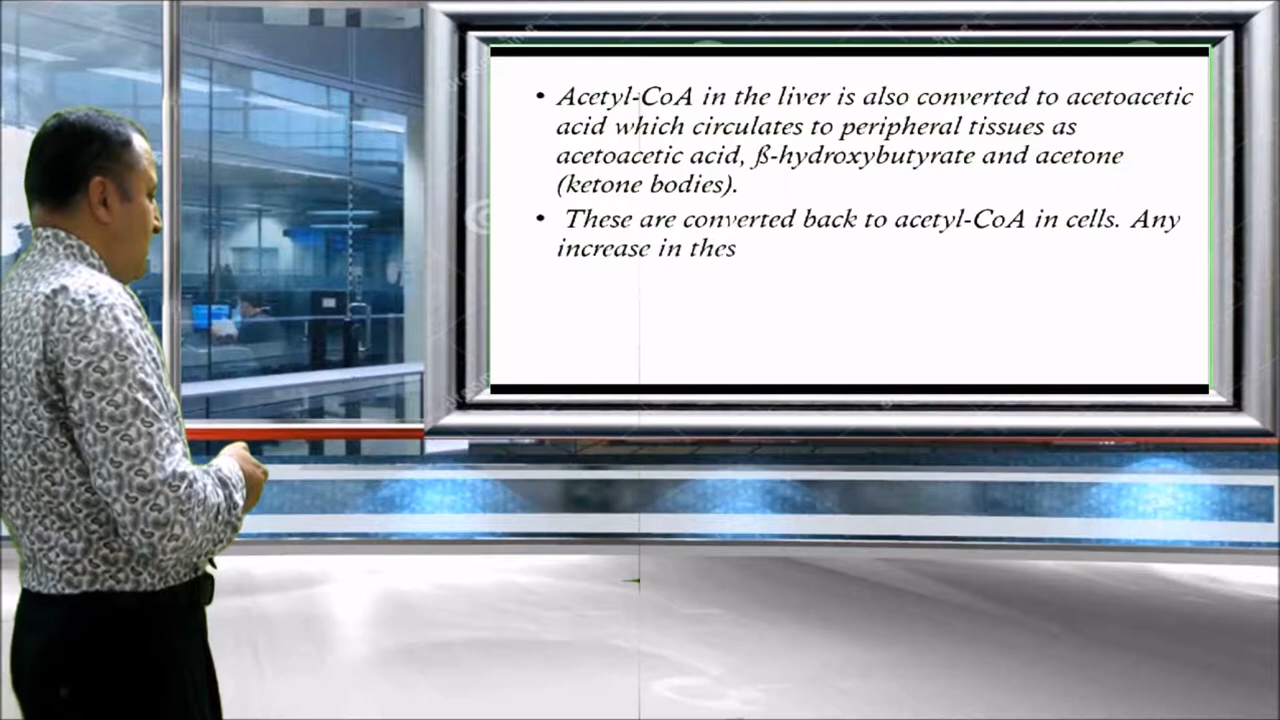 • Acetyl-CoA in the liver is also converted to acetoacetic
acid which circulates to peripheral tissues as
acetoacetic acid, ß-hydroxybutyrate and acetone
(ketone bodies).
• These are converted back to acetyl-CoA in cells. Any
increase in thes